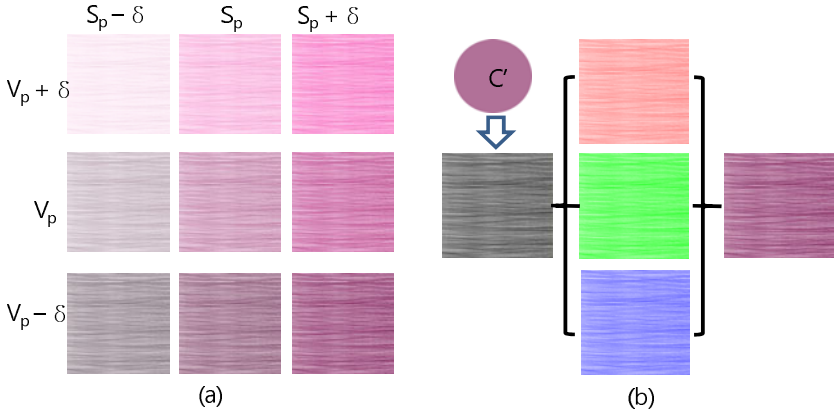 Sₚ − δ Sₚ Sₚ + δ
Vₚ + δ
C'
Vₚ
Vₚ − δ
(a) (b)